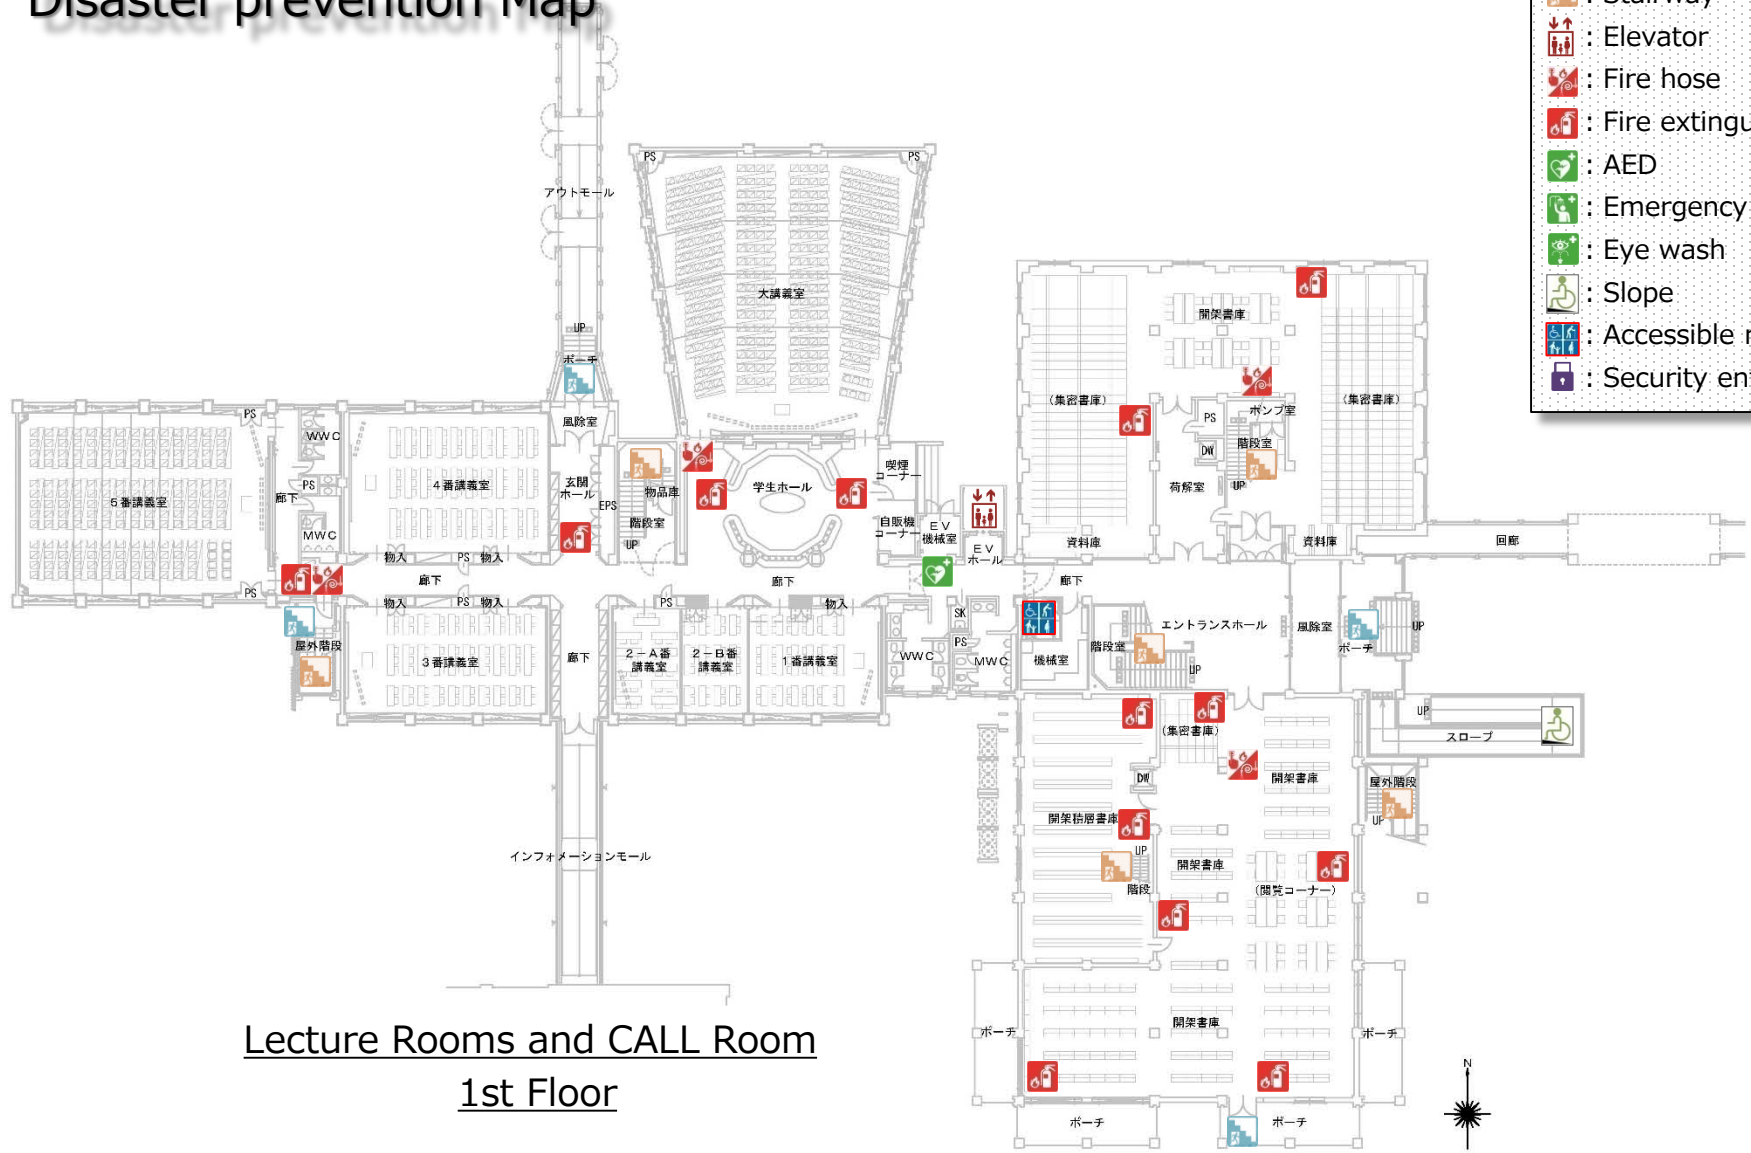 Disaster prevention Map
: Stairway
: Elevator
: Fire hose
: Fire extingu
: AED
: Emergency
: Eye wash
: Slope
: Accessible r
: Security ent
アウトモール
UP
ポーチ
風除室
玄関
ホール
EPS
PS
PS
大講義室
PS
WWC
PS
廊下
MWC
5番講義室
PS
4番講義室
物入
PS
物入
廊下
物入
PS
物入
屋外階段
3番講義室
廊下
物品庫
階段室
UP
学生ホール
喫煙
コーナー
自販機
コーナー
EV
機械室
EV
ホール
廊下
PS
物入
2-A番
講義室
2-B番
講義室
1番講義室
WWC
SK
PS
MWC
廊下
機械室
階段室
UP
エントランスホール
風除室
ポーチ
UP
開架書庫
(集密書庫)
(集密書庫)
PS
ポンプ室
DW
階段室
荷解室
UP
資料庫
資料庫
回廊
UP
スロープ
屋外階段
UP
(集密書庫)
DW
開架書庫
開架積層書庫
UP
階段
開架書庫
(閲覧コーナー)
開架書庫
ポーチ
ポーチ
ポーチ
ポーチ
インフォメーションモール
Lecture Rooms and CALL Room
1st Floor
N